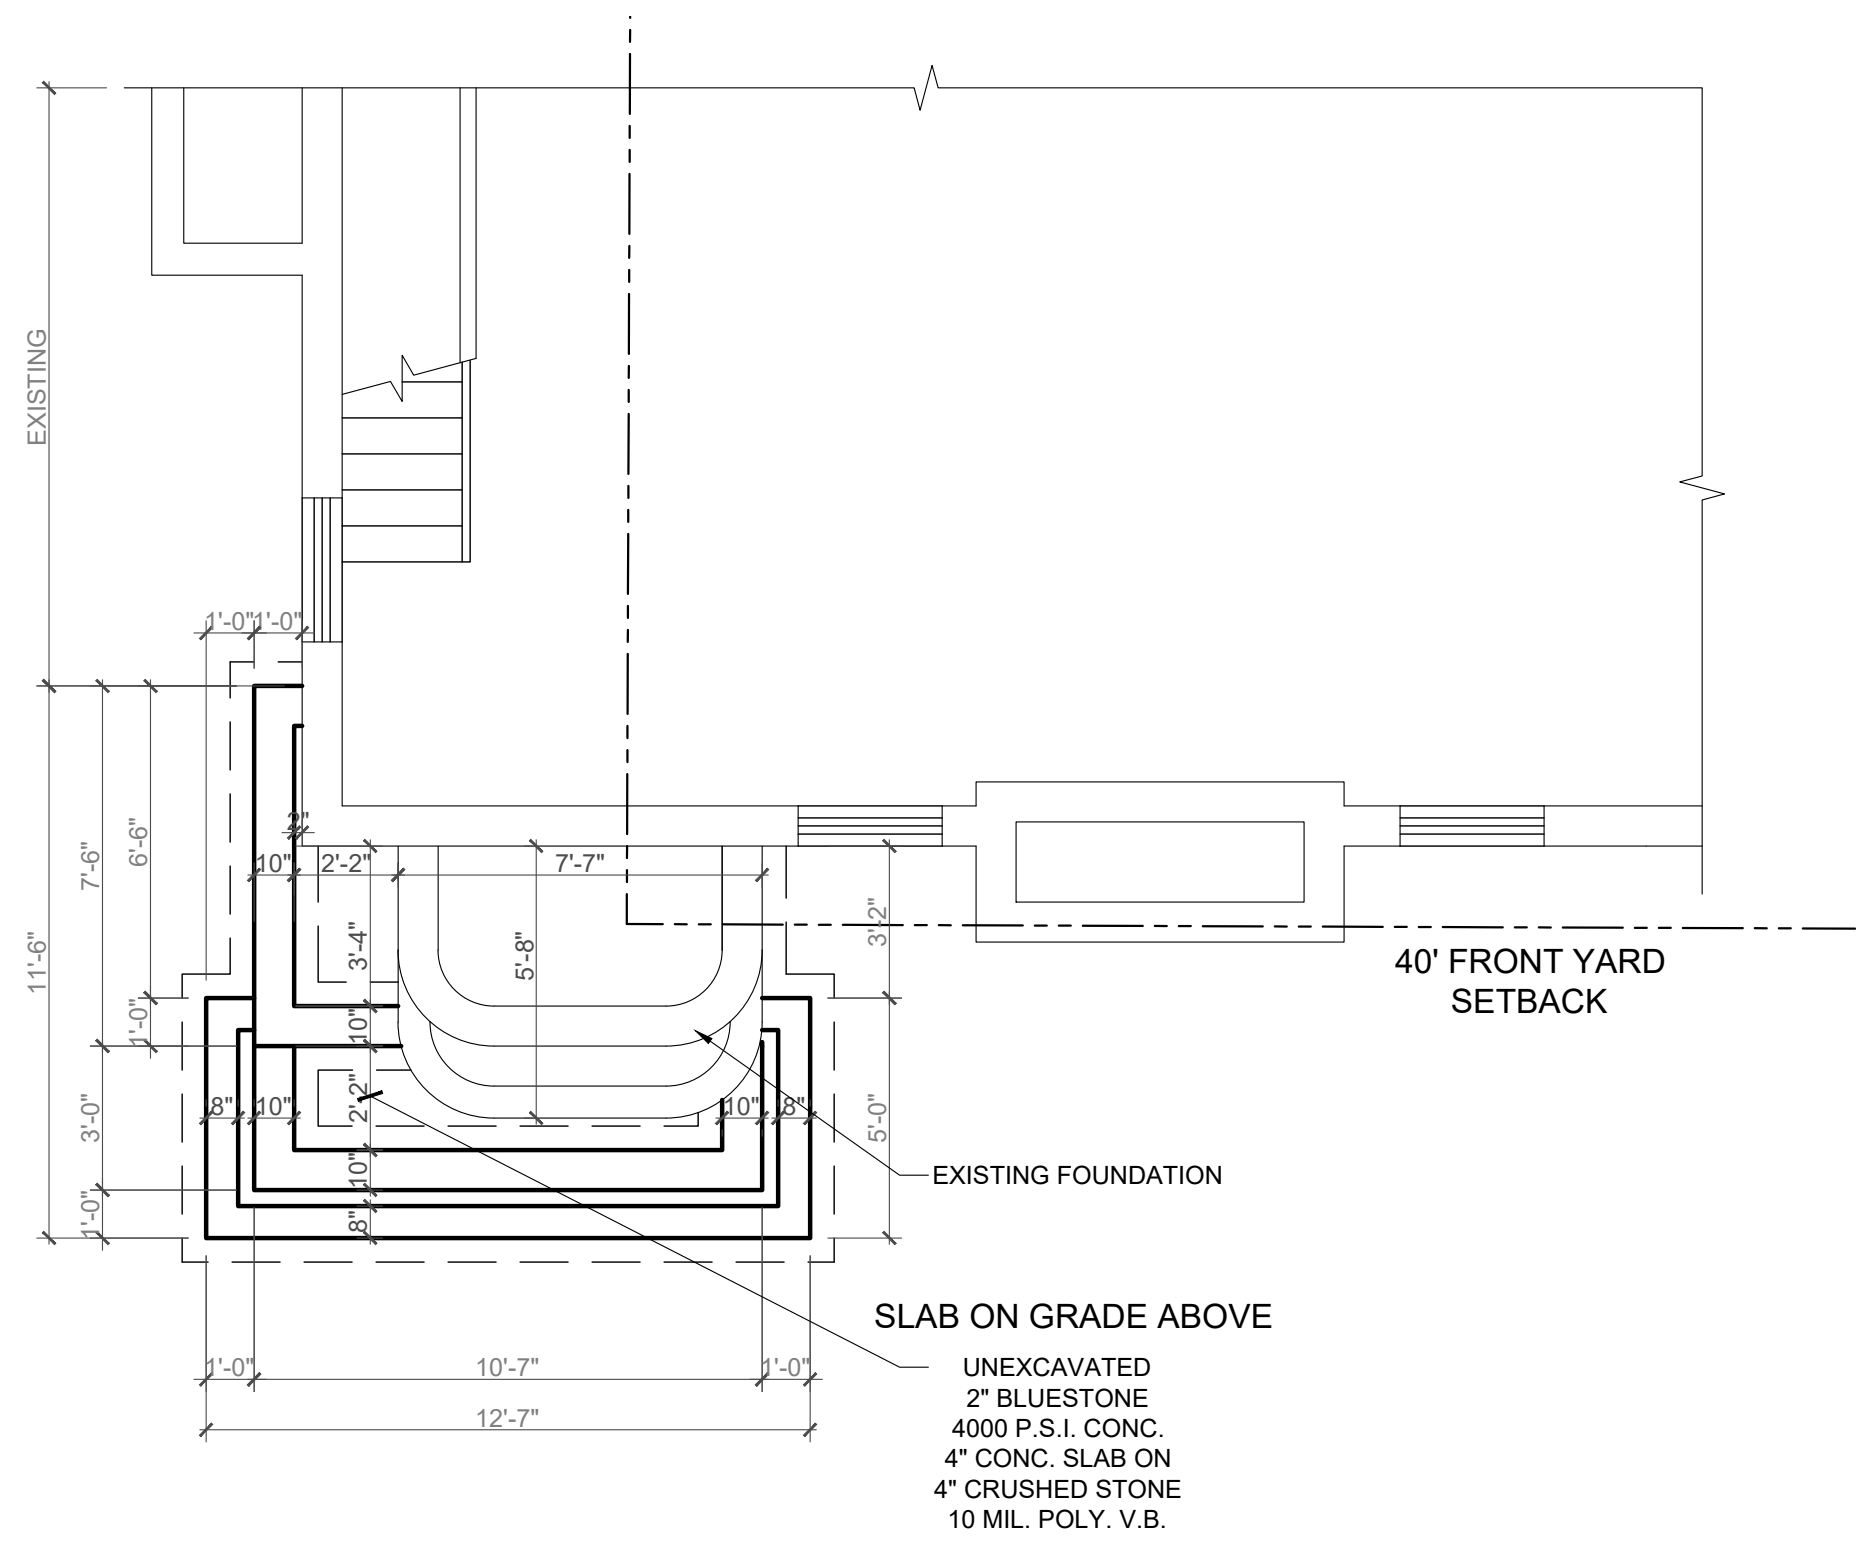 EXISTING
1'-0"
1'-0"
2"
10"
2'-2"
7'-7"
7'-6"
6'-6"
3'-4"
5'-8"
3'-2"
11'-6"
1'-0"
10"
40' FRONT YARD
SETBACK
3'-0"
8"
10"
2'-2"
10"
8"
5'-0"
10"
EXISTING FOUNDATION
1'-0"
8"
SLAB ON GRADE ABOVE
UNEXCAVATED
2" BLUESTONE
4000 P.S.I. CONC.
4" CONC. SLAB ON
4" CRUSHED STONE
10 MIL. POLY. V.B.
1'-0"
10'-7"
1'-0"
12'-7"